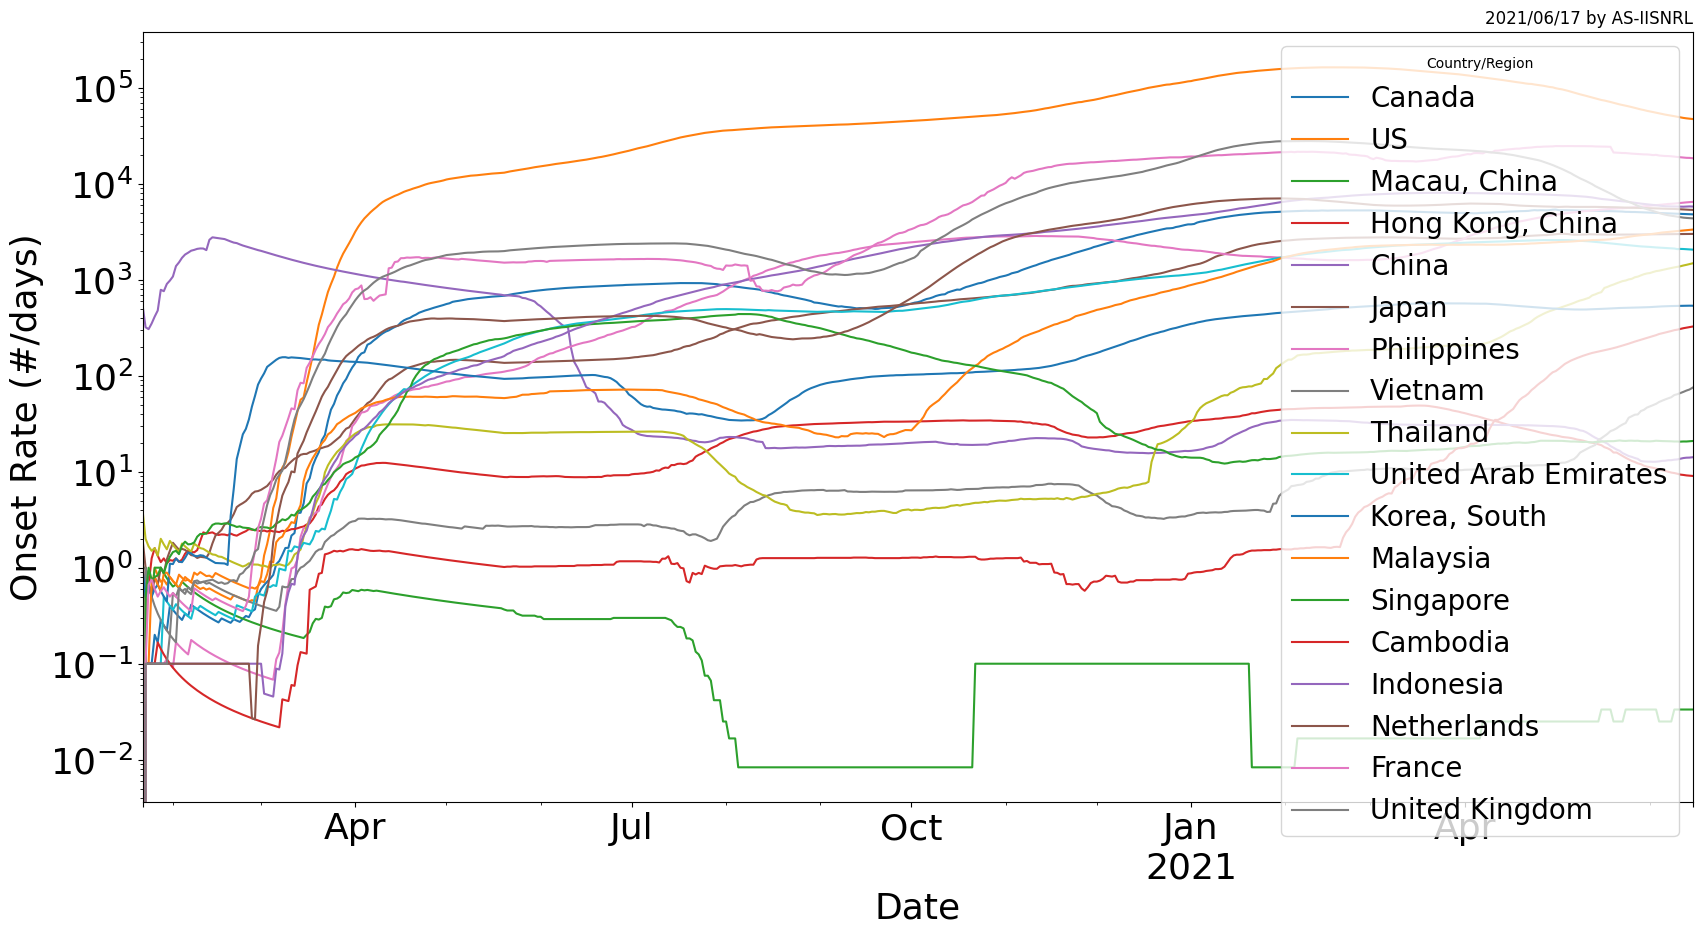 2021/06/17 by AS-IISNRL
Country/Region
Canada
US
Macau, China
Hong Kong, China
China
Japan
Philippines
Vietnam
Thailand
United Arab Emirates
Korea, South
Malaysia
Singapore
Cambodia
Indonesia
Netherlands
France
United Kingdom
Onset Rate (#/days)
10^5
10^4
10^3
10^2
10^1
10^0
10^−1
10^−2
Apr
Jul
Oct
Jan
2021
Apr
Date